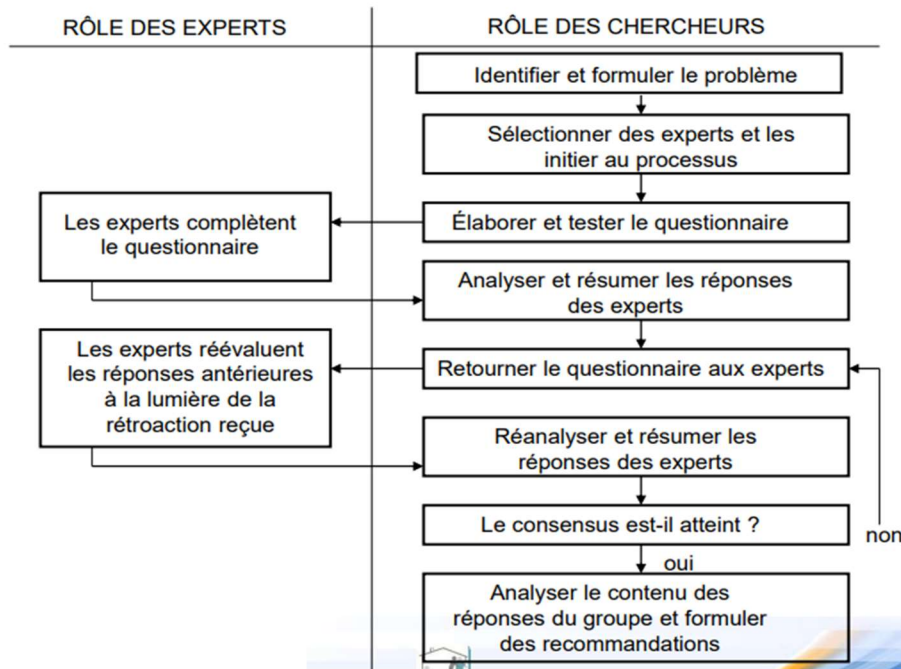 RÔLE DES EXPERTS
RÔLE DES CHERCHEURS
Identifier et formuler le problème
Sélectionner des experts et les
initier au processus
Élaborer et tester le questionnaire
Les experts complètent
le questionnaire
Analyser et résumer les réponses
des experts
Retourner le questionnaire aux experts
Les experts réévaluent
les réponses antérieures
à la lumière de la
rétroaction reçue
Réanalyser et résumer les
réponses des experts
Le consensus est-il atteint ?
non
oui
Analyser le contenu des
réponses du groupe et formuler
des recommandations